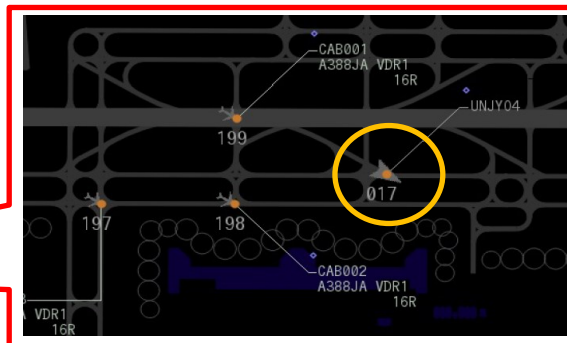 CAB001
A388JA VDR1
16R
UNJY04
199
017
197
198
CAB002
A388JA VDR1
16R
VDR1
16R